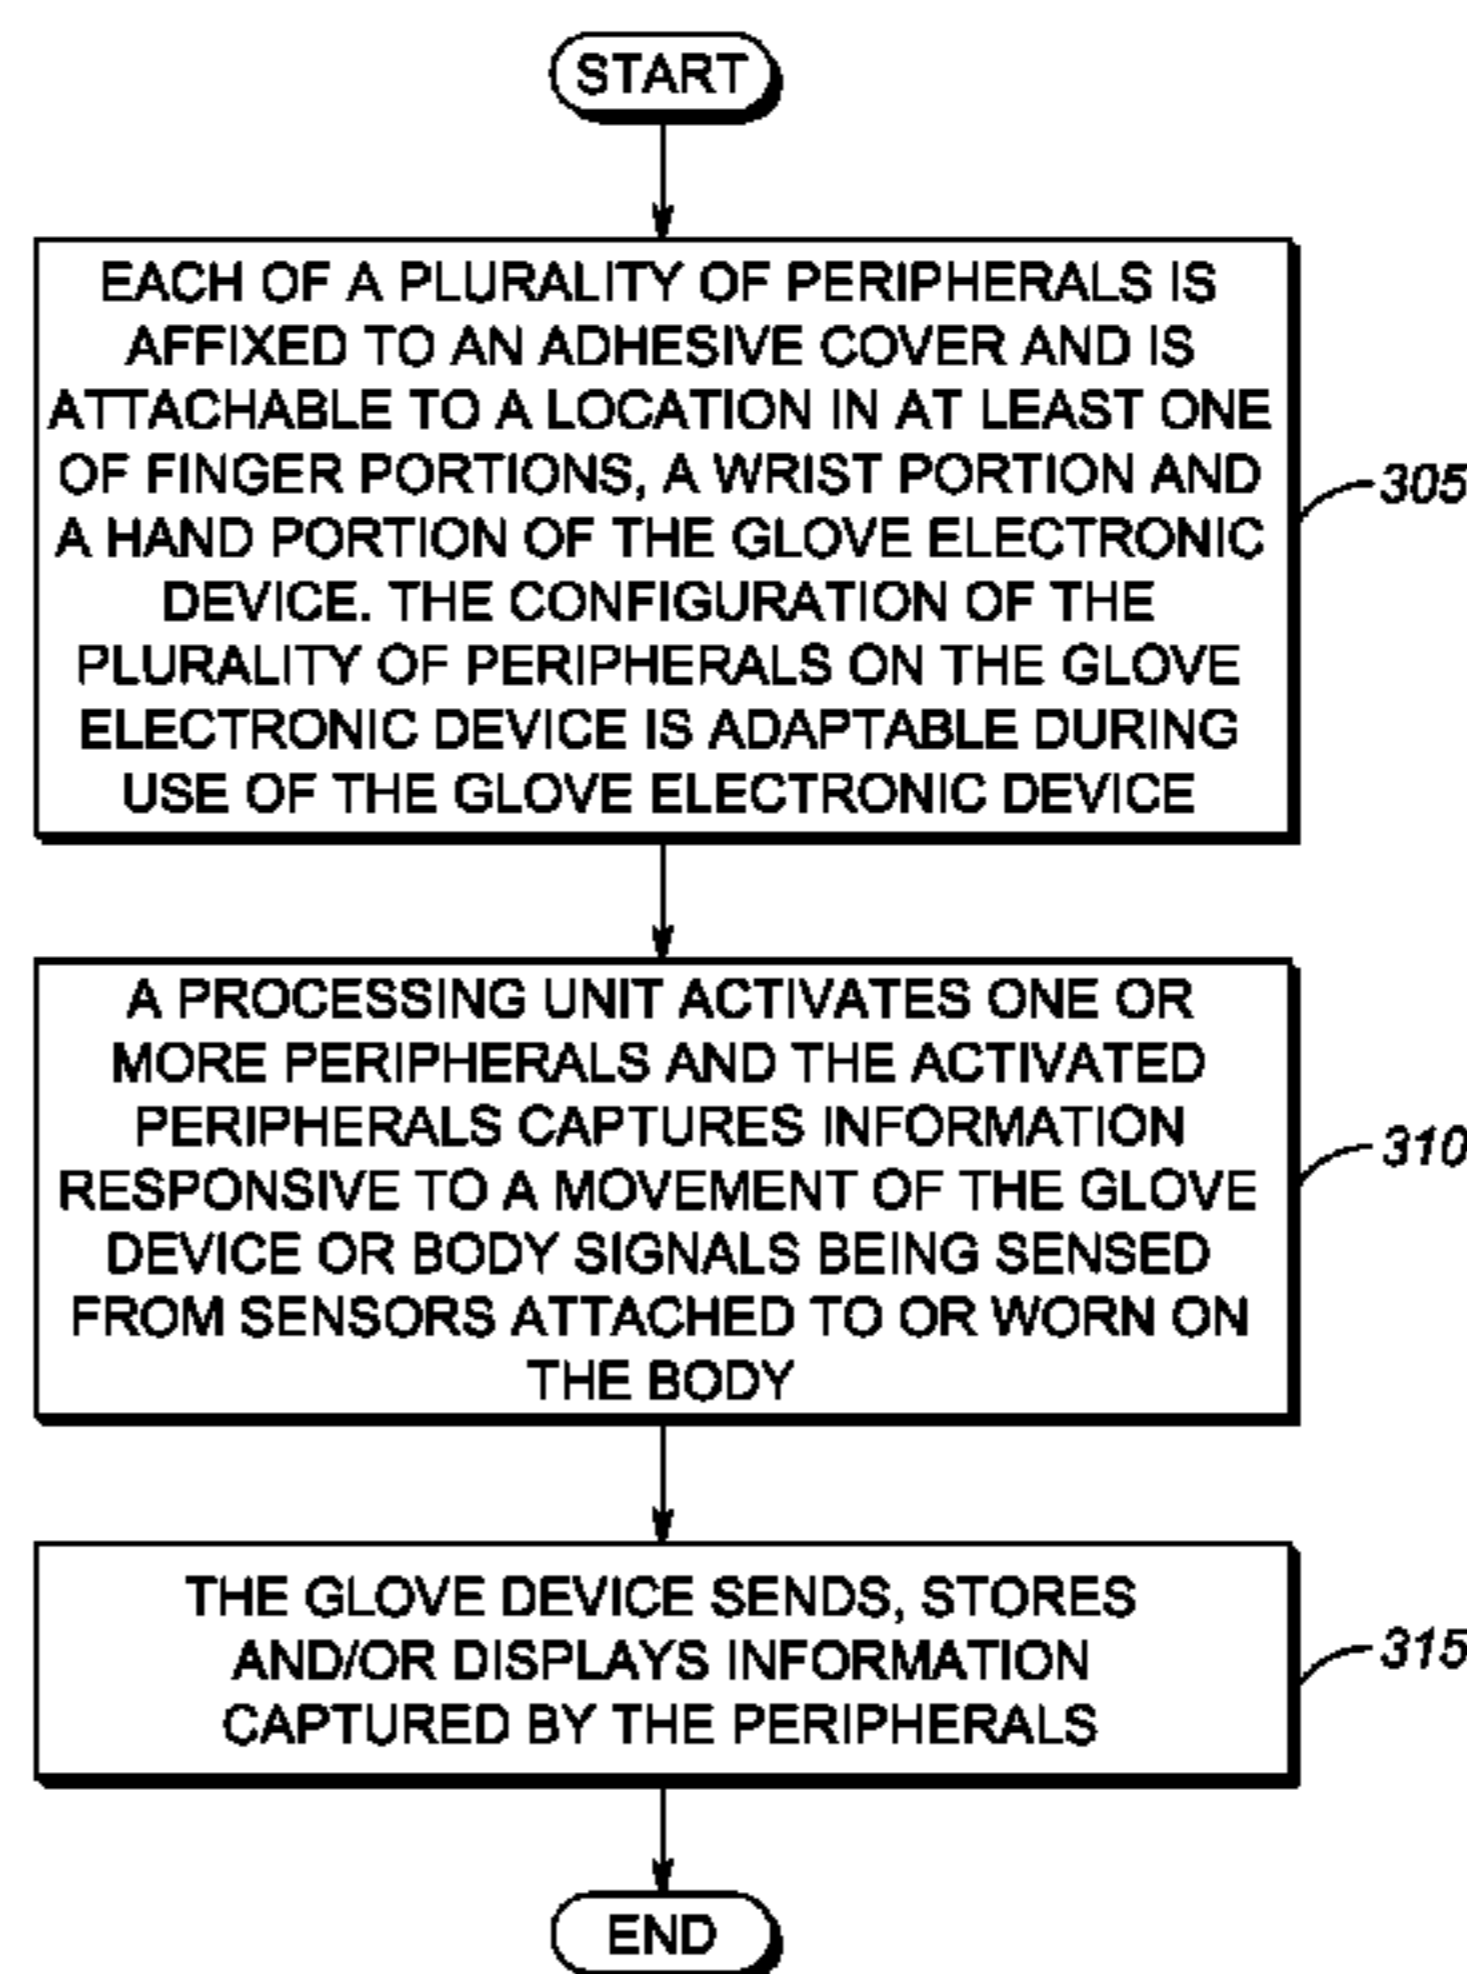 START
EACH OF A PLURALITY OF PERIPHERALS IS
AFFIXED TO AN ADHESIVE COVER AND IS
ATTACHABLE TO A LOCATION IN AT LEAST ONE
OF FINGER PORTIONS, A WRIST PORTION AND
A HAND PORTION OF THE GLOVE ELECTRONIC
DEVICE. THE CONFIGURATION OF THE
PLURALITY OF PERIPHERALS ON THE GLOVE
ELECTRONIC DEVICE IS ADAPTABLE DURING
USE OF THE GLOVE ELECTRONIC DEVICE
305
A PROCESSING UNIT ACTIVATES ONE OR
MORE PERIPHERALS AND THE ACTIVATED
PERIPHERALS CAPTURES INFORMATION
RESPONSIVE TO A MOVEMENT OF THE GLOVE
DEVICE OR BODY SIGNALS BEING SENSED
FROM SENSORS ATTACHED TO OR WORN ON
THE BODY
310
THE GLOVE DEVICE SENDS, STORES
AND/OR DISPLAYS INFORMATION
CAPTURED BY THE PERIPHERALS
315
END